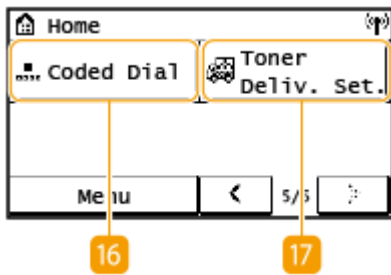 Home
Coded Dial
Toner
Deliv. Set.
Menu
5/5
16
17